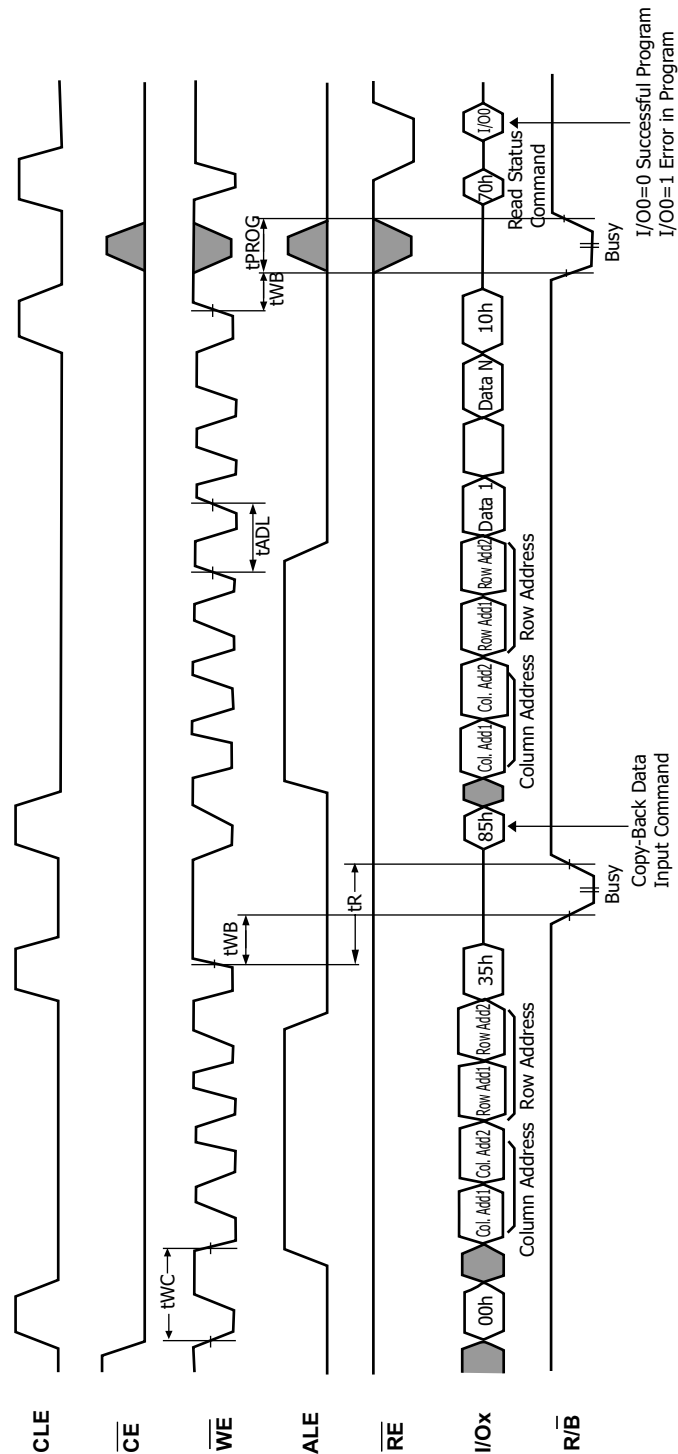 CLE
CE
WE
ALE
RE
I/Ox
R/B
tWC
tWB
tR
tADL
tWB
tPROG
00h
Col. Add1
Col. Add2
Row Add1
Row Add2
35h
85h
Col. Add1
Col. Add2
Row Add1
Row Add2
Data 1
Data N
10h
70h
I/O0
Column Address
Row Address
Column Address
Row Address
Read Status
Command
Busy
Busy
Copy-Back Data
Input Command
I/O0=0 Successful Program
I/O0=1 Error in Program